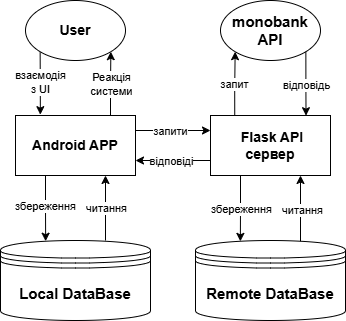 User
monobank
API
взаємодія
з UI
Реакція
системи
запит
відповідь
Android APP
запити
відповіді
Flask API
сервер
збереження
читання
збереження
читання
Local DataBase
Remote DataBase